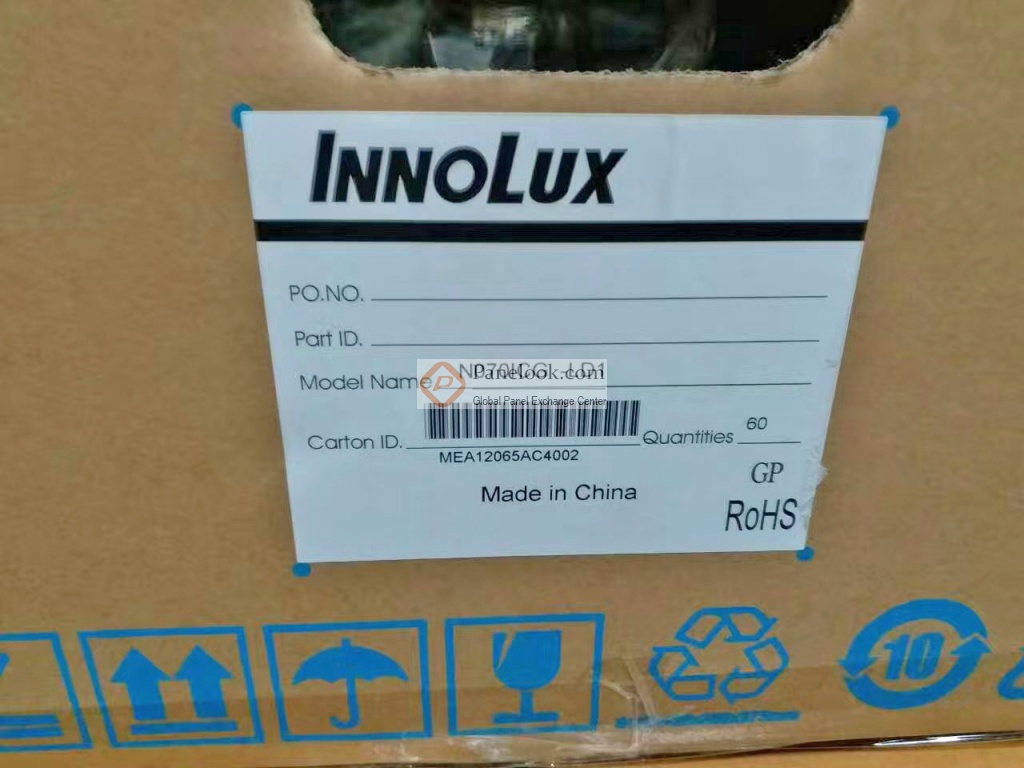 INNOLUX
PO.NO.
Part ID.
Model Name
Panelook.com
Global Panel Exchange Center
Carton ID.
Quantities 60
MEA12065AC4002
Made in China
GP
RoHS
10